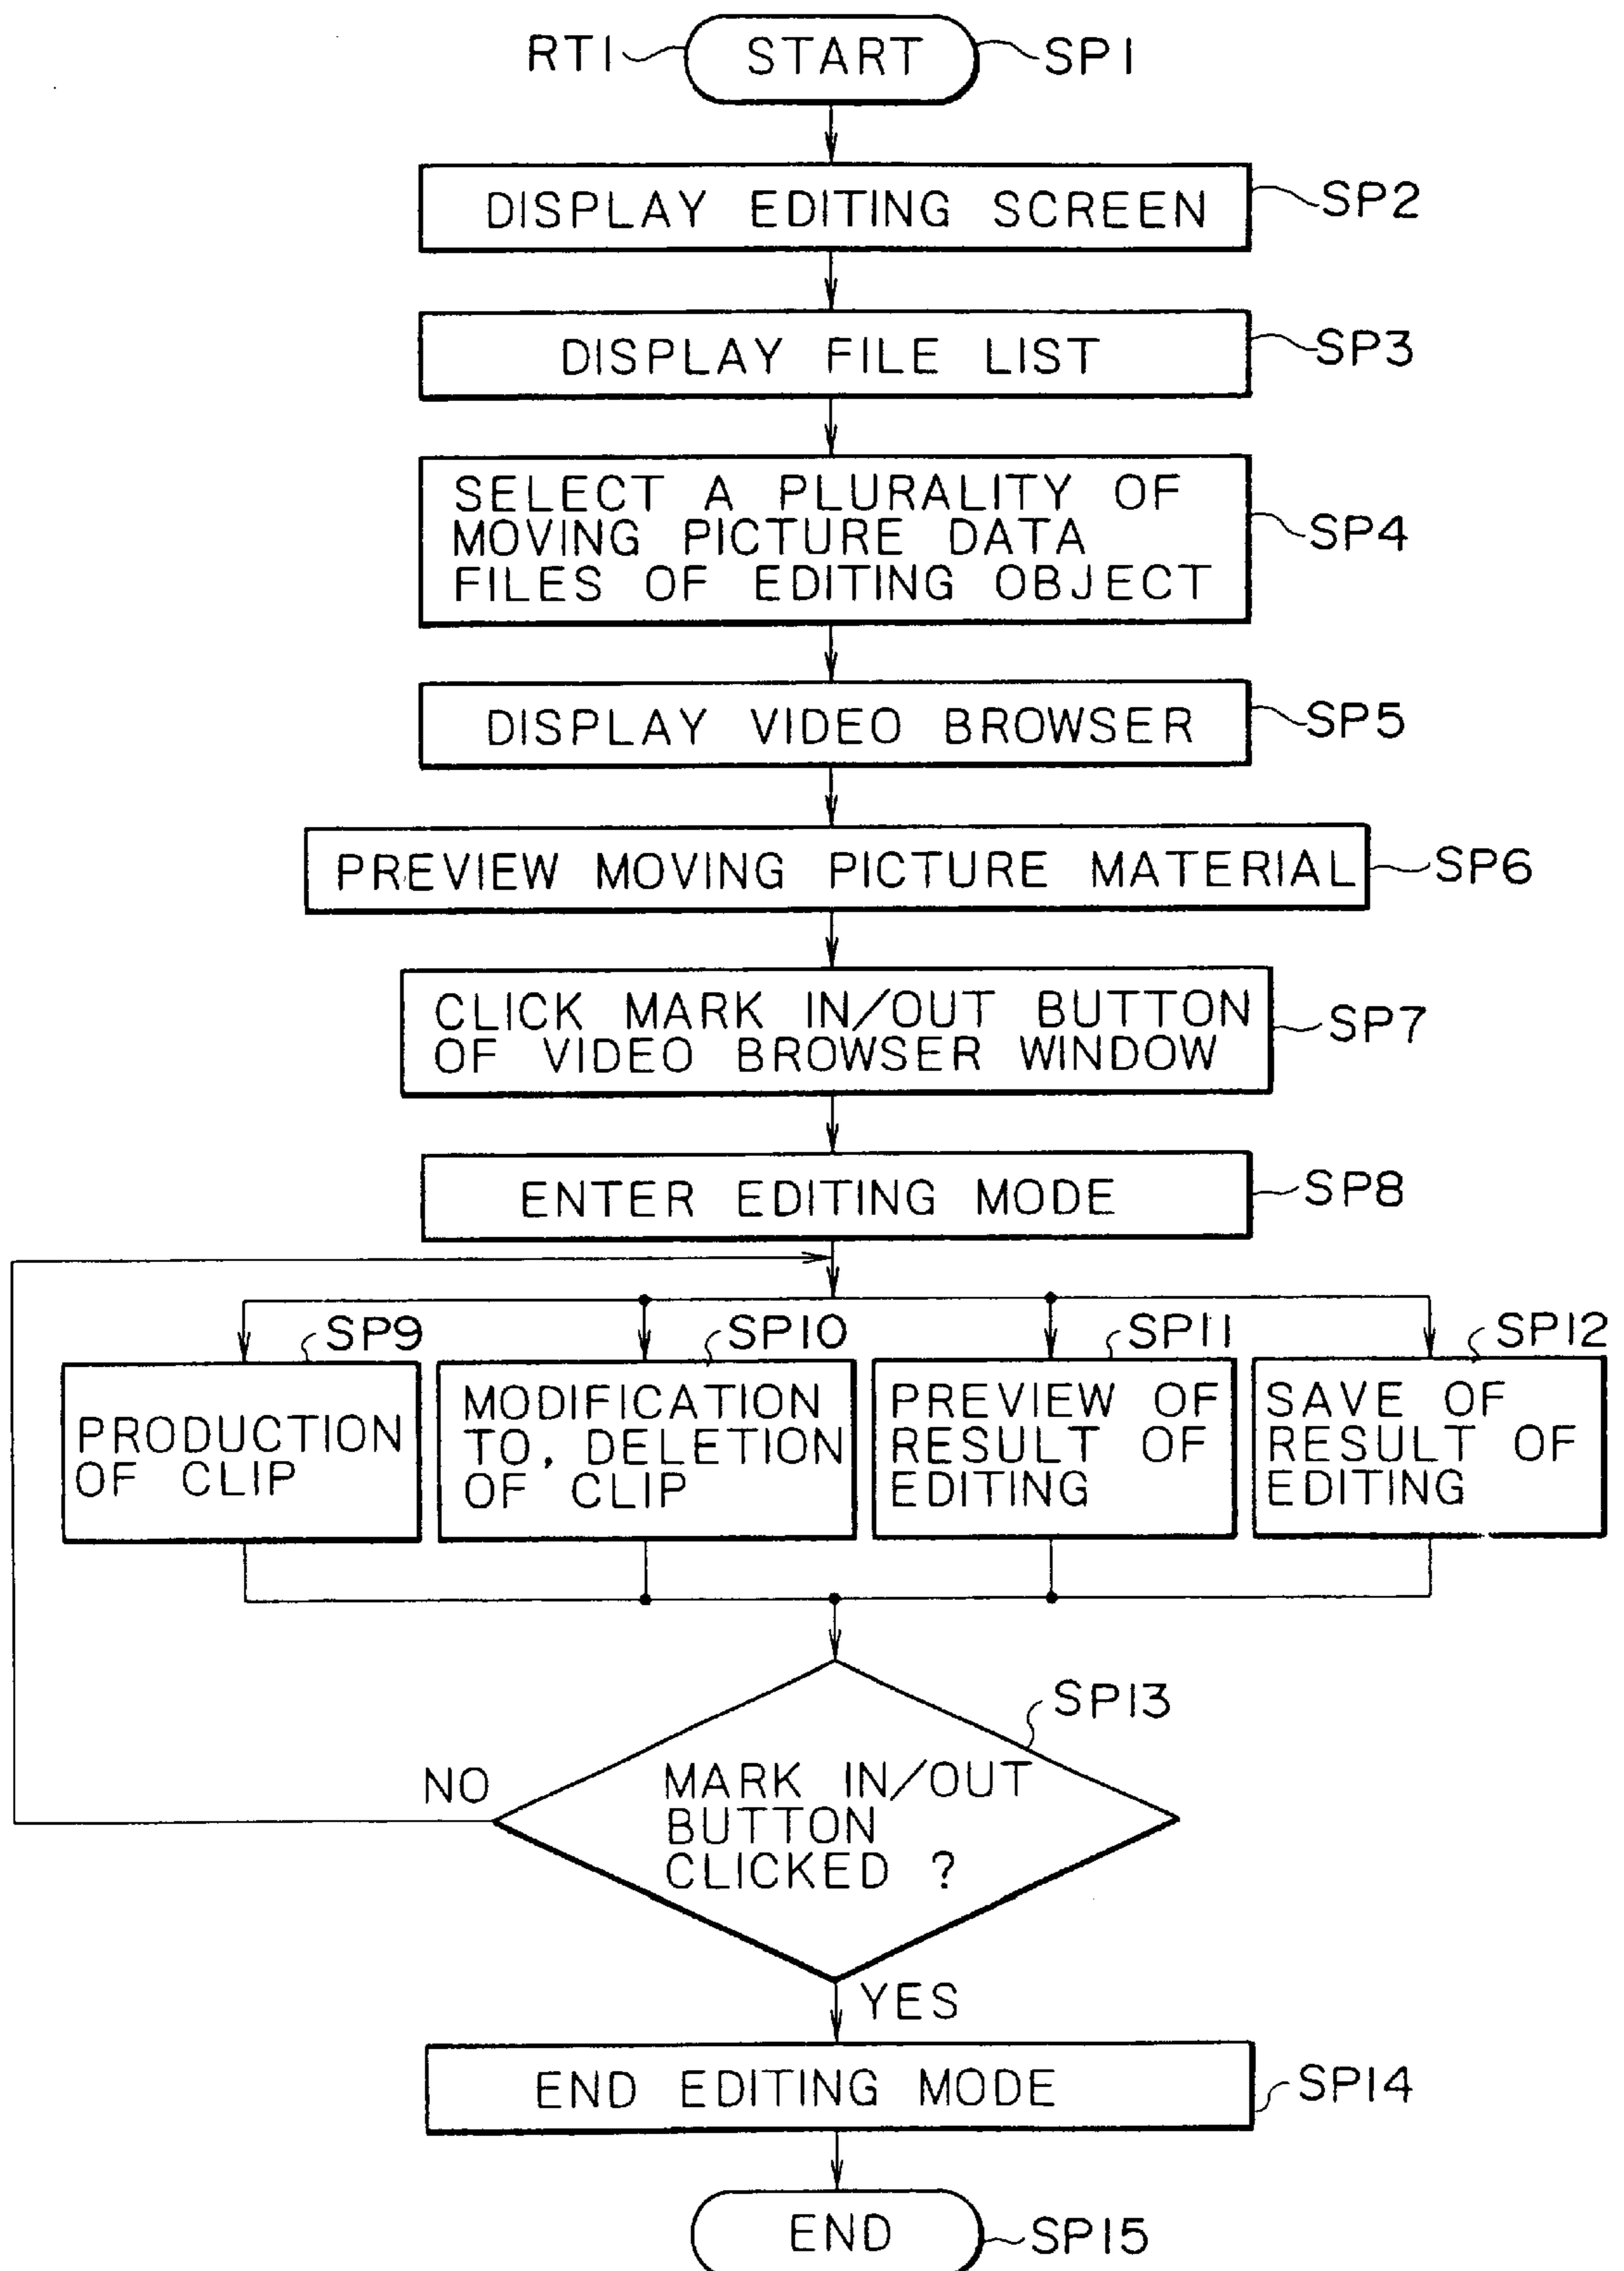 RT1
START
SP1
DISPLAY EDITING SCREEN
SP2
DISPLAY FILE LIST
SP3
SELECT A PLURALITY OF
MOVING PICTURE DATA
FILES OF EDITING OBJECT
SP4
DISPLAY VIDEO BROWSER
SP5
PREVIEW MOVING PICTURE MATERIAL
SP6
CLICK MARK IN/OUT BUTTON
OF VIDEO BROWSER WINDOW
SP7
ENTER EDITING MODE
SP8
SP9
PRODUCTION
OF CLIP
SP10
MODIFICATION
TO, DELETION
OF CLIP
SP11
PREVIEW OF
RESULT OF
EDITING
SP12
SAVE OF
RESULT OF
EDITING
SP13
NO
MARK IN/OUT
BUTTON
CLICKED ?
YES
END EDITING MODE
SP14
END
SP15